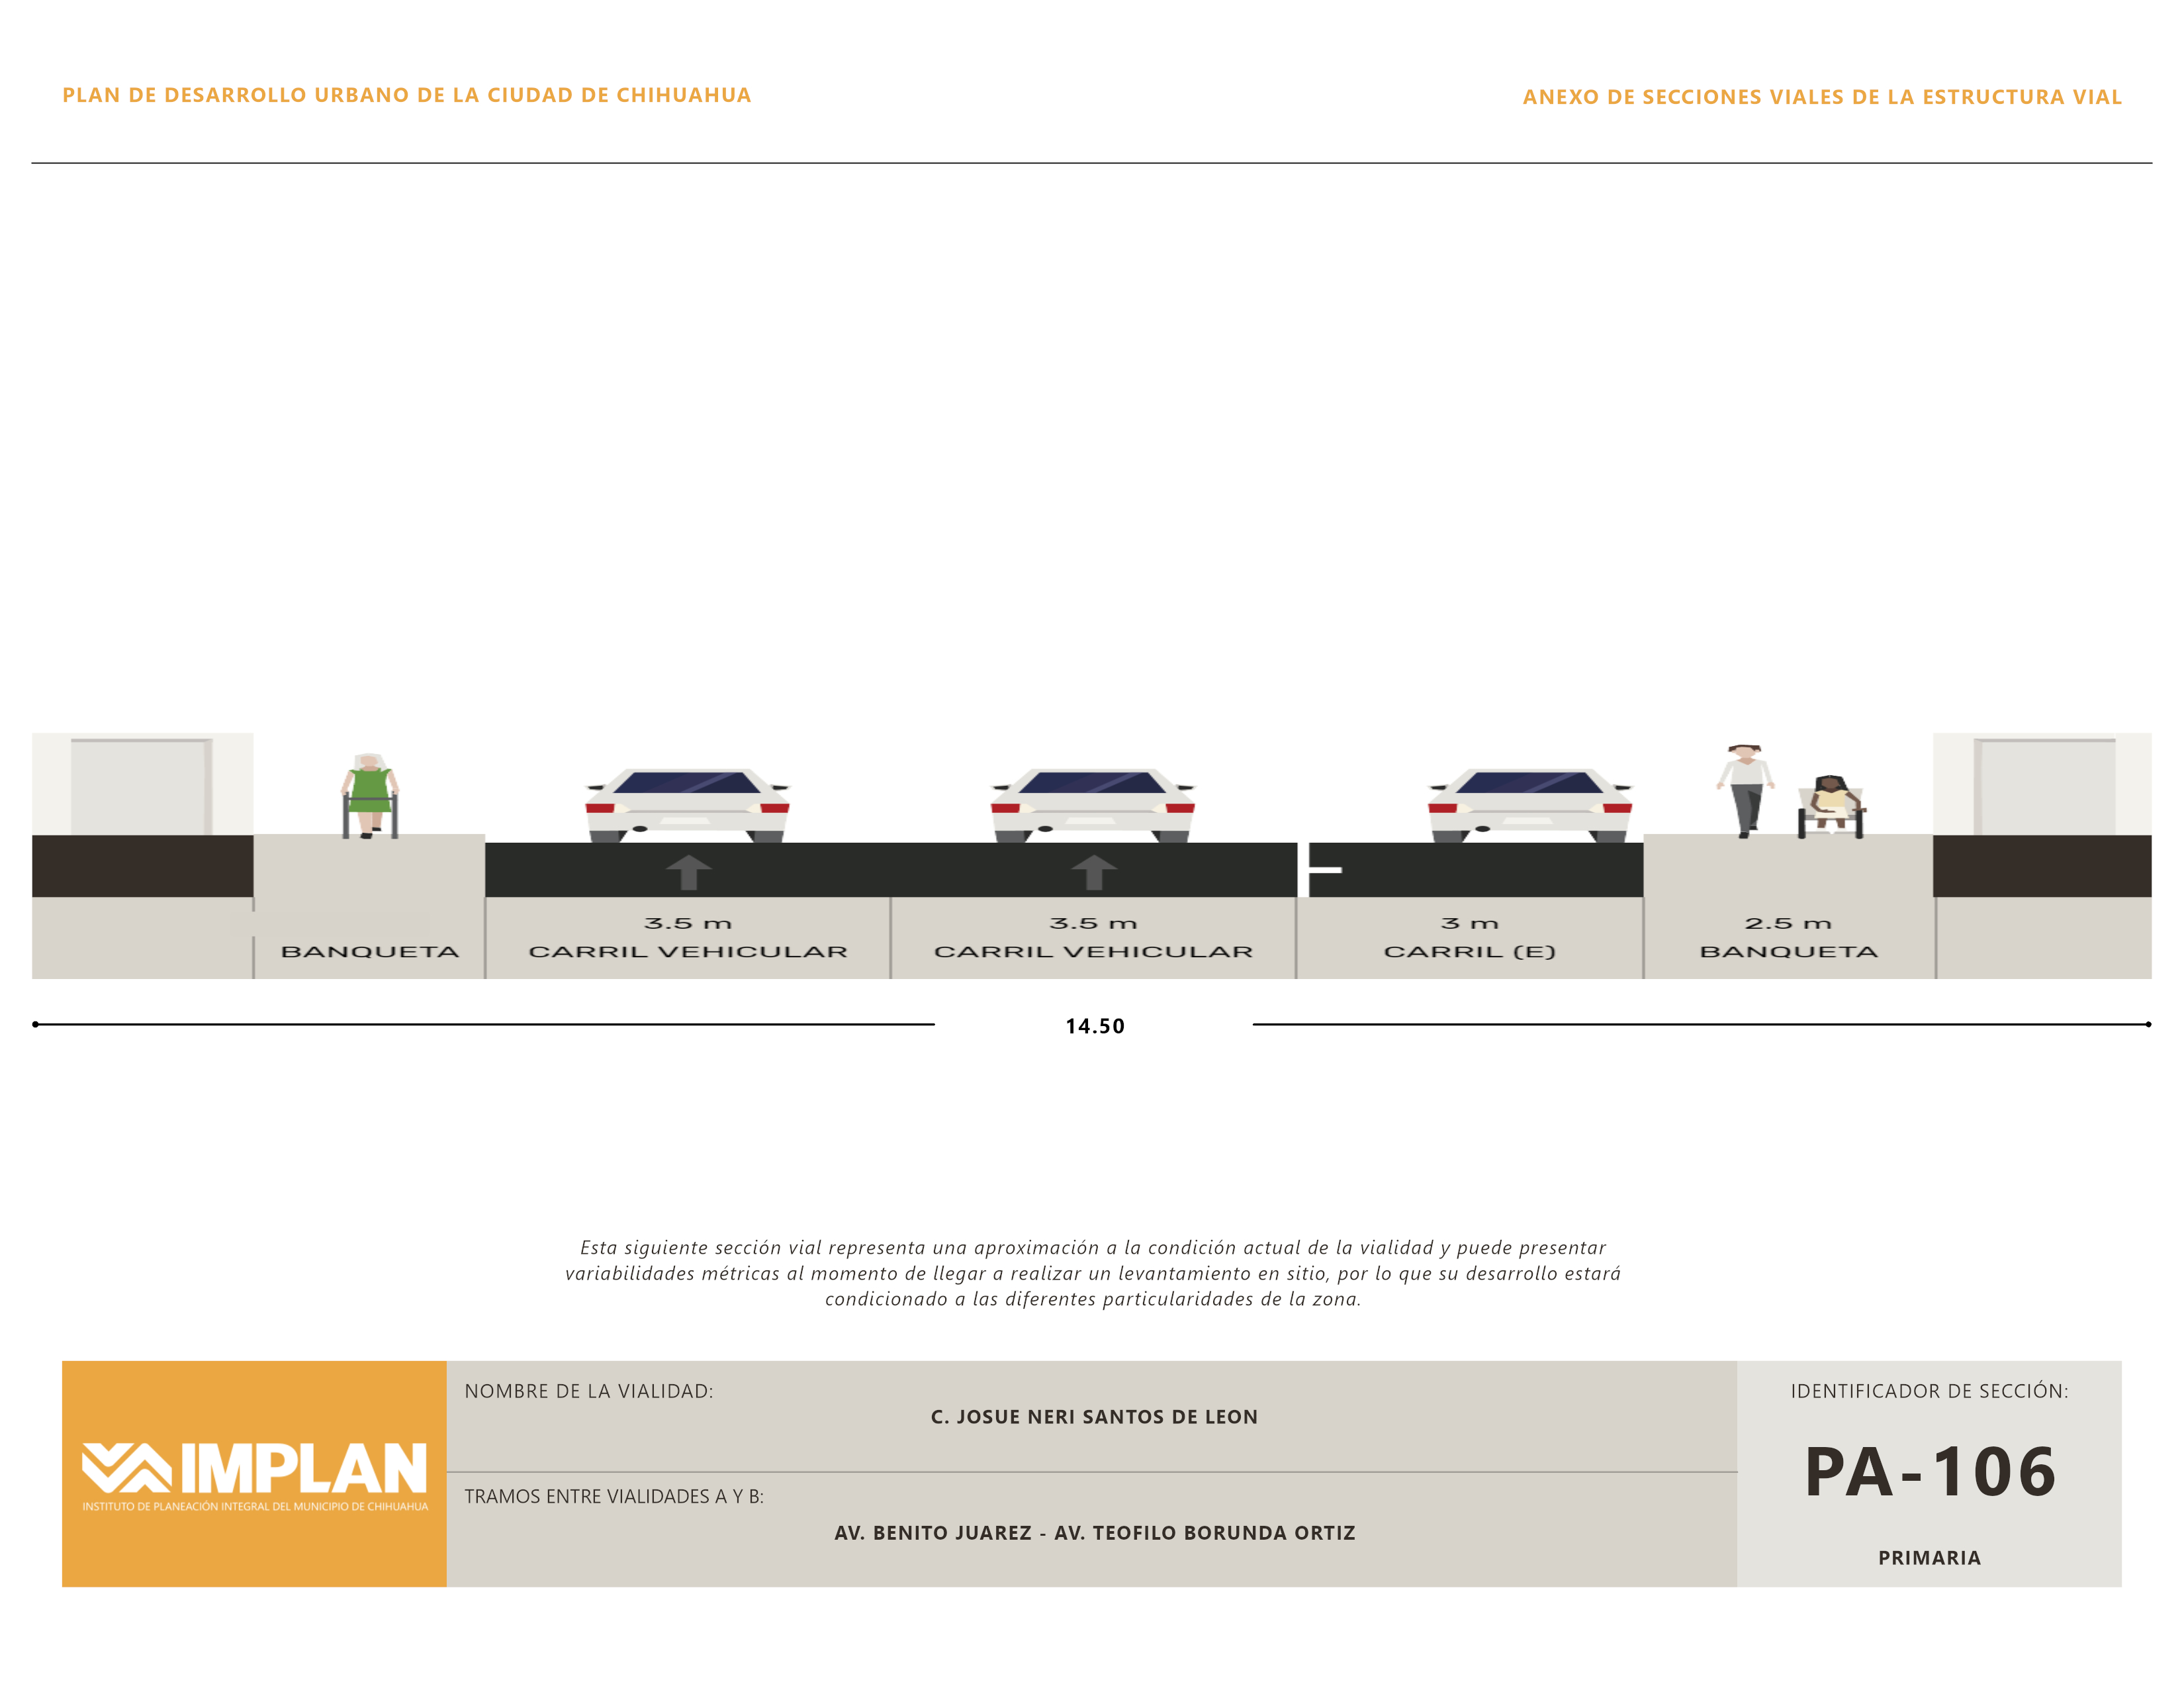 PLAN DE DESARROLLO URBANO DE LA CIUDAD DE CHIHUAHUA
ANEXO DE SECCIONES VIALES DE LA ESTRUCTURA VIAL
BANQUETA
3.5 m
CARRIL VEHICULAR
3.5 m
CARRIL VEHICULAR
3 m
CARRIL (E)
2.5 m
BANQUETA
14.50
Esta siguiente sección vial representa una aproximación a la condición actual de la vialidad y puede presentar
variabilidades métricas al momento de llegar a realizar un levantamiento en sitio, por lo que su desarrollo estará
condicionado a las diferentes particularidades de la zona.
IMPLAN
INSTITUTO DE PLANEACIÓN INTEGRAL DEL MUNICIPIO DE CHIHUAHUA
NOMBRE DE LA VIALIDAD:
C. JOSUE NERI SANTOS DE LEON
TRAMOS ENTRE VIALIDADES A Y B:
AV. BENITO JUAREZ - AV. TEOFILO BORUNDA ORTIZ
IDENTIFICADOR DE SECCIÓN:
PA-106
PRIMARIA